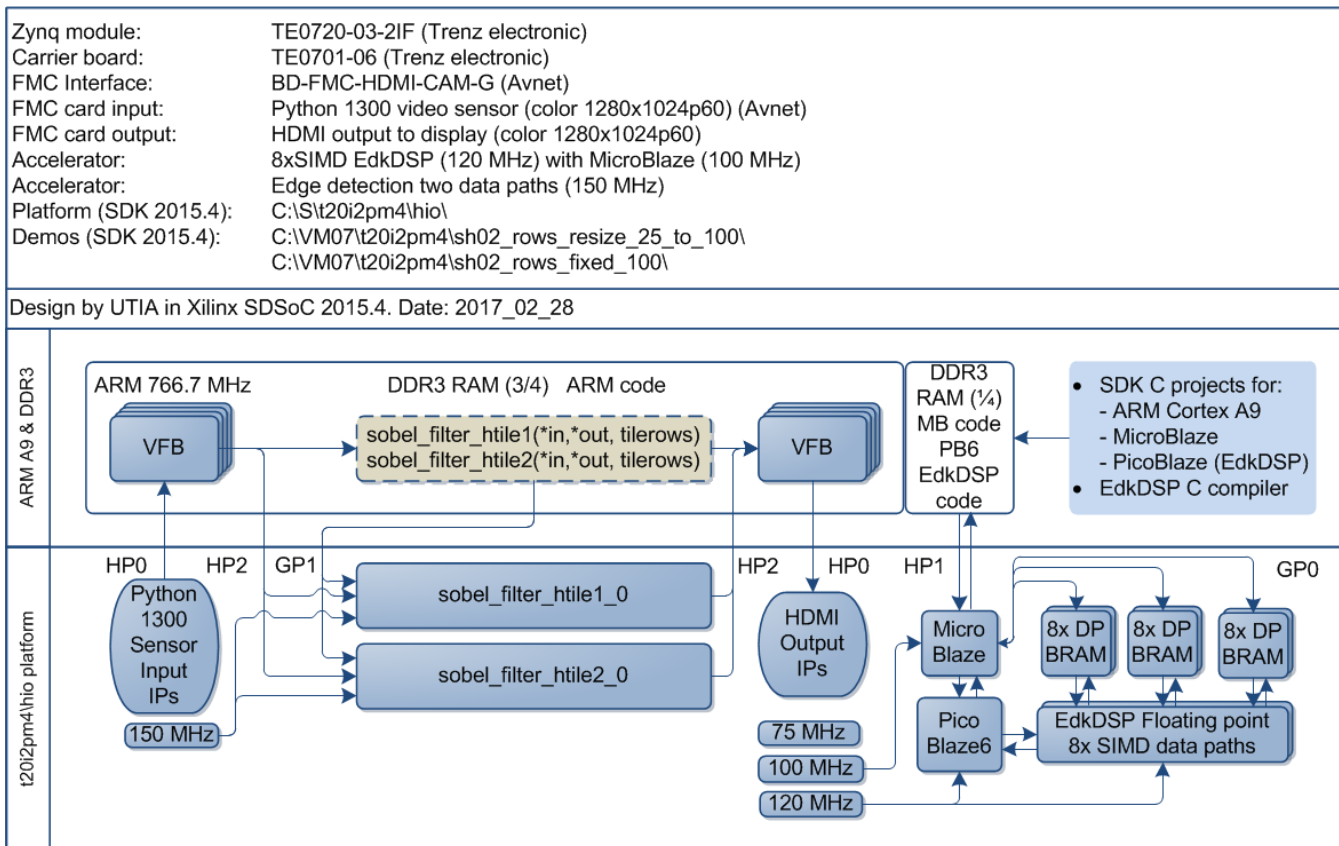 Zynq module: TE0720-03-2IF (Trenz electronic)
Carrier board: TE0701-06 (Trenz electronic)
FMC Interface: BD-FMC-HDMI-CAM-G (Avnet)
FMC card input: Python 1300 video sensor (color 1280x1024p60) (Avnet)
FMC card output: HDMI output to display (color 1280x1024p60)
Accelerator: 8xSIMD EdkDSP (120 MHz) with MicroBlaze (100 MHz)
Accelerator: Edge detection two data paths (150 MHz)
Platform (SDK 2015.4): C:\S\t20i2pm4\hio\
Demos (SDK 2015.4): C:\VM07\t20i2pm4\sh02_rows_resize_25_to_100\
C:\VM07\t20i2pm4\sh02_rows_fixed_100\
Design by UTIA in Xilinx SDSoC 2015.4. Date: 2017_02_28
ARM A9 & DDR3
ARM 766.7 MHz
DDR3 RAM (3/4) ARM code
VFB
sobel_filter_htile1(*in,*out, tilerows)
sobel_filter_htile2(*in,*out, tilerows)
VFB
DDR3
RAM (¼)
MB code
PB6
EdkDSP
code
• SDK C projects for:
- ARM Cortex A9
- MicroBlaze
- PicoBlaze (EdkDSP)
• EdkDSP C compiler
t20i2pm4\hio platform
HP0
HP2
GP1
HP2
HP0
HP1
GP0
Python
1300
Sensor
Input
IPs
150 MHz
sobel_filter_htile1_0
sobel_filter_htile2_0
HDMI
Output
IPs
75 MHz
100 MHz
120 MHz
Micro
Blaze
Pico
Blaze6
8x DP
BRAM
8x DP
BRAM
8x DP
BRAM
EdkDSP Floating point
8x SIMD data paths